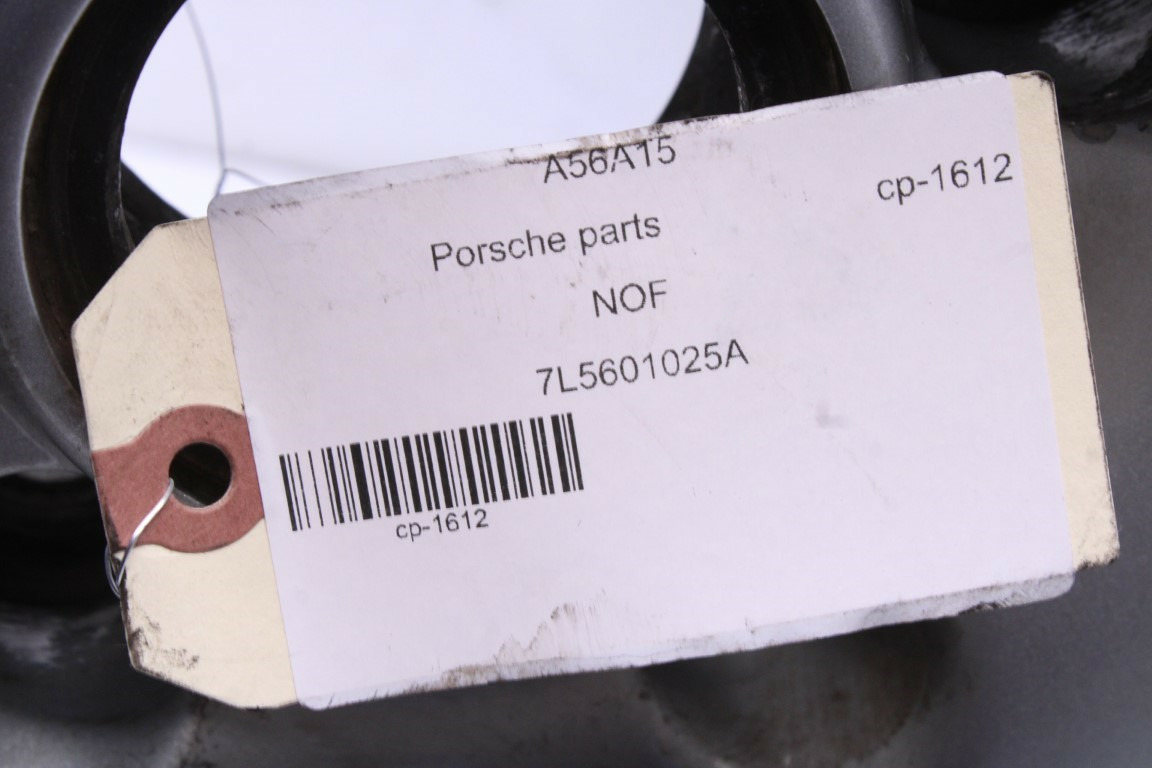 A56A15
cp-1612
Porsche parts
NOF
7L5601025A
cp-1612